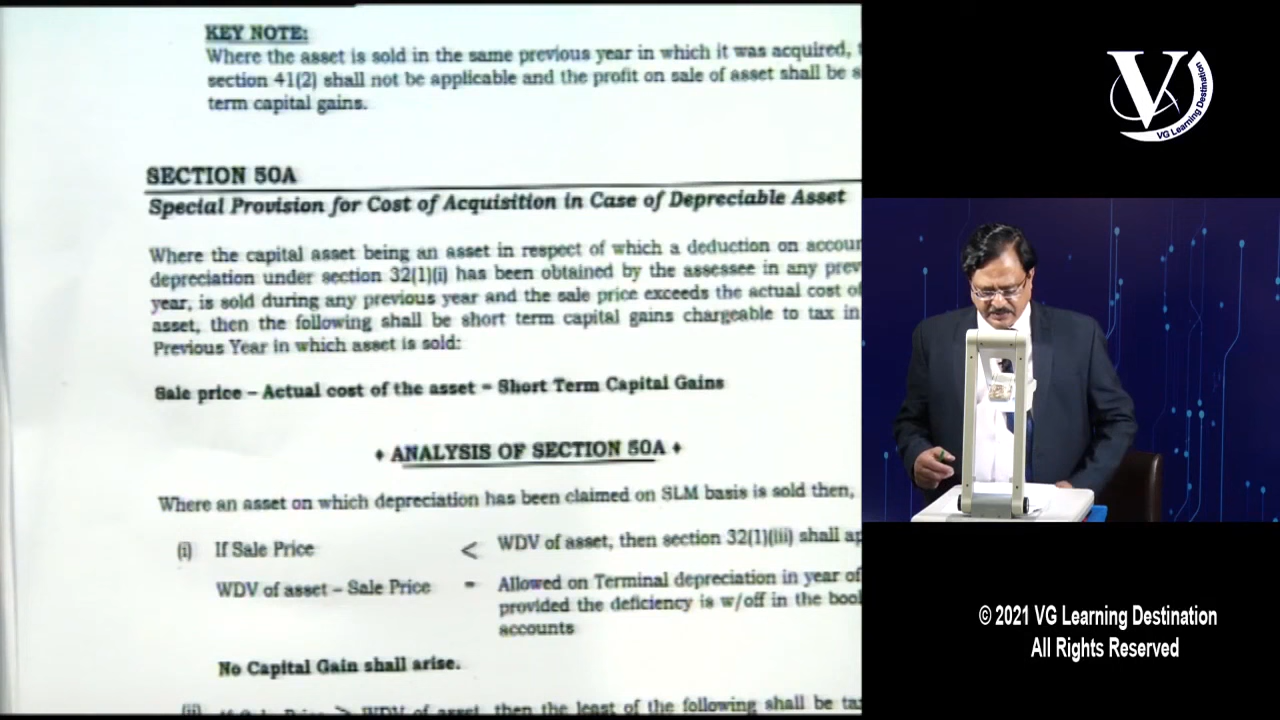 KEY NOTE:
Where the asset is sold in the same previous year in which it was acquired,
section 41(2) shall not be applicable and the profit on sale of asset shall be
term capital gains.
SECTION 50A
Special Provision for Cost of Acquisition in Case of Depreciable Asset
Where the capital asset being an asset in respect of which a deduction on
depreciation under section 32(1)(i) has been obtained by the assessee in any
year, is sold during any previous year and the sale price exceeds the actual cost of
asset, then the following shall be short term capital gains chargeable to tax in
Previous Year in which asset is sold:
Sale price – Actual cost of the asset = Short Term Capital Gains
♦ ANALYSIS OF SECTION 50A ♦
Where an asset on which depreciation has been claimed on SLM basis is sold then,
(i) If Sale Price < WDV of asset, then section 32(1)(iii) shall
WDV of asset – Sale Price = Allowed on Terminal depreciation in year of
provided the deficiency is w/off in the
accounts
No Capital Gain shall arise.
(ii) If Sale Price > WDV of asset, then the least of the following shall be
V
VG Learning Destination
© 2021 VG Learning Destination
All Rights Reserved